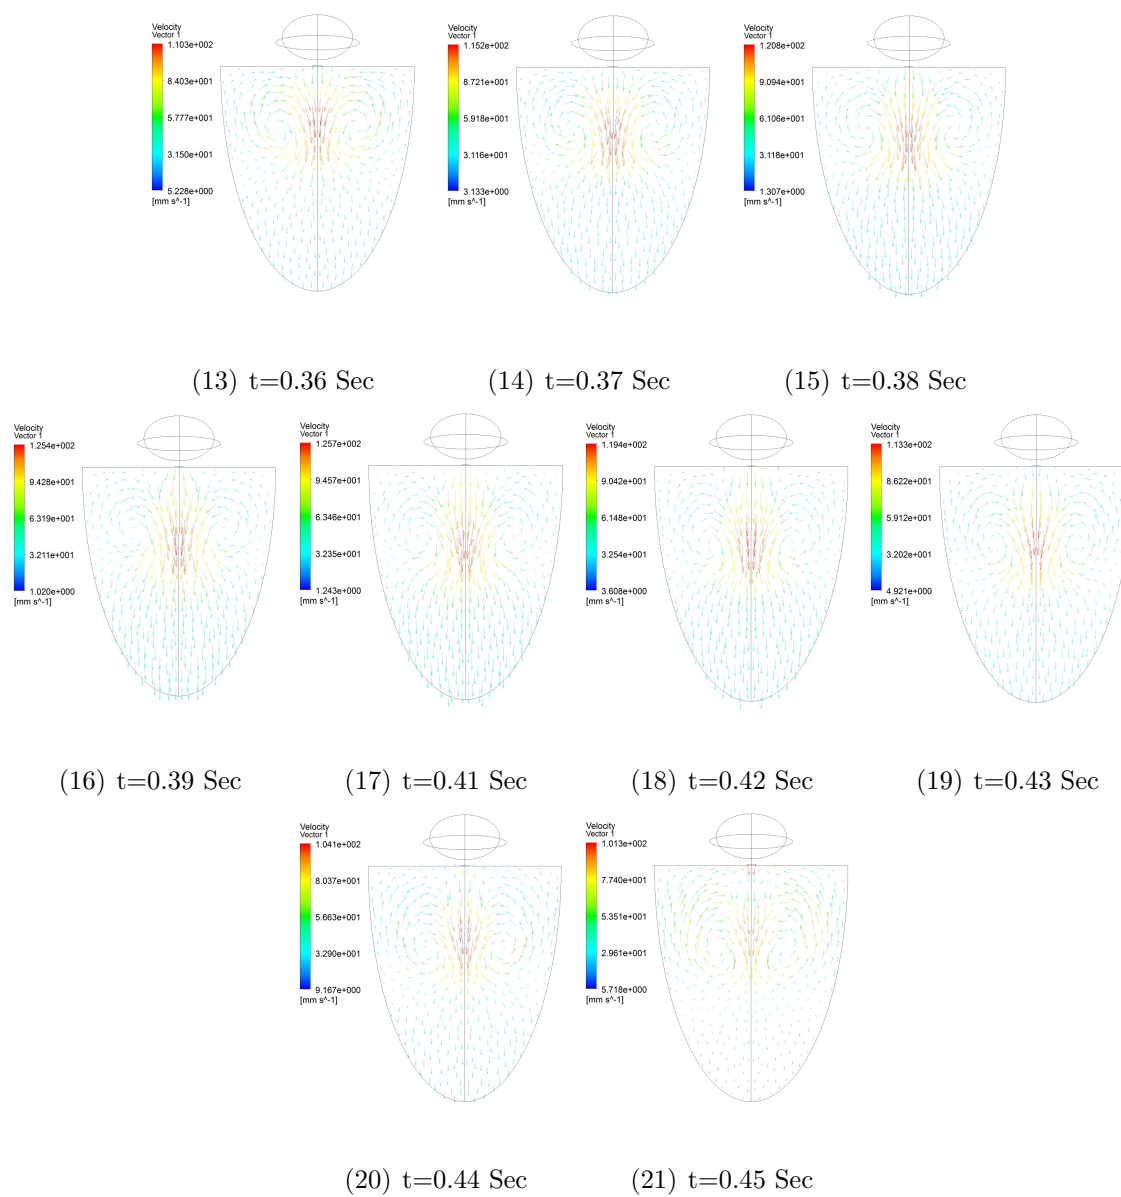 Velocity
Vector 1
1.103e+002
8.403e+001
5.777e+001
3.150e+001
5.228e+000
[mm s^-1]
Velocity
Vector 1
1.152e+002
8.721e+001
5.918e+001
3.116e+001
3.133e+000
[mm s^-1]
Velocity
Vector 1
1.208e+002
9.094e+001
6.106e+001
3.118e+001
1.307e+000
[mm s^-1]
(13) t=0.36 Sec
(14) t=0.37 Sec
(15) t=0.38 Sec
Velocity
Vector 1
1.254e+002
9.428e+001
6.319e+001
3.211e+001
1.020e+000
[mm s^-1]
Velocity
Vector 1
1.257e+002
9.457e+001
6.346e+001
3.235e+001
1.243e+000
[mm s^-1]
Velocity
Vector 1
1.194e+002
9.042e+001
6.148e+001
3.254e+001
3.608e+000
[mm s^-1]
Velocity
Vector 1
1.133e+002
8.622e+001
5.912e+001
3.202e+001
4.921e+000
[mm s^-1]
(16) t=0.39 Sec
(17) t=0.41 Sec
(18) t=0.42 Sec
(19) t=0.43 Sec
Velocity
Vector 1
1.041e+002
8.037e+001
5.663e+001
3.290e+001
9.167e+000
[mm s^-1]
Velocity
Vector 1
1.013e+002
7.740e+001
5.351e+001
2.961e+001
5.718e+000
[mm s^-1]
(20) t=0.44 Sec
(21) t=0.45 Sec